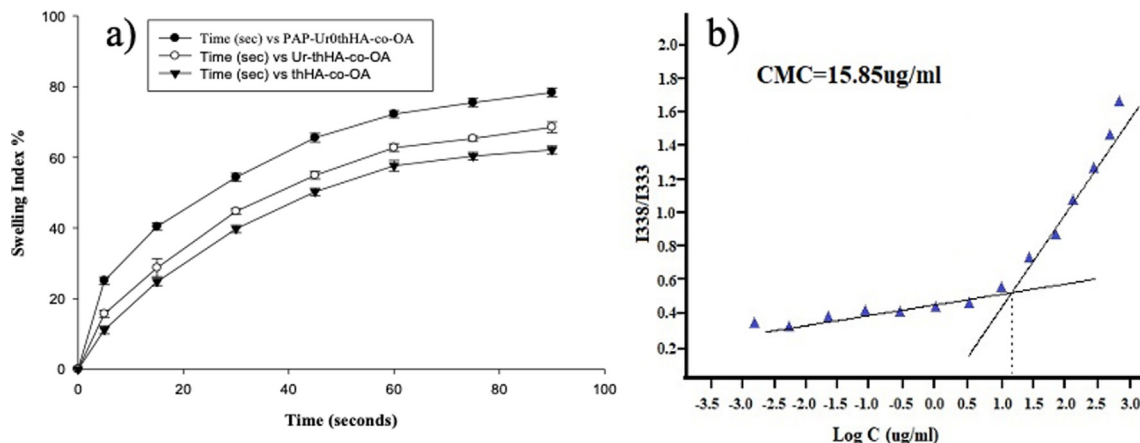 a)
Time (sec) vs PAP-Ur0thHA-co-OA
Time (sec) vs Ur-thHA-co-OA
Time (sec) vs thHA-co-OA
Swelling Index %
100
80
60
40
20
0
0 20 40 60 80 100
Time (seconds)
b)
CMC=15.85ug/ml
I338/I333
2.0
1.8
1.6
1.4
1.2
1.0
0.8
0.6
0.4
0.2
-3.5 -3.0 -2.5 -2.0 -1.5 -1.0 -0.5 0.0 0.5 1.0 1.5 2.0 2.5 3.0
Log C (ug/ml)